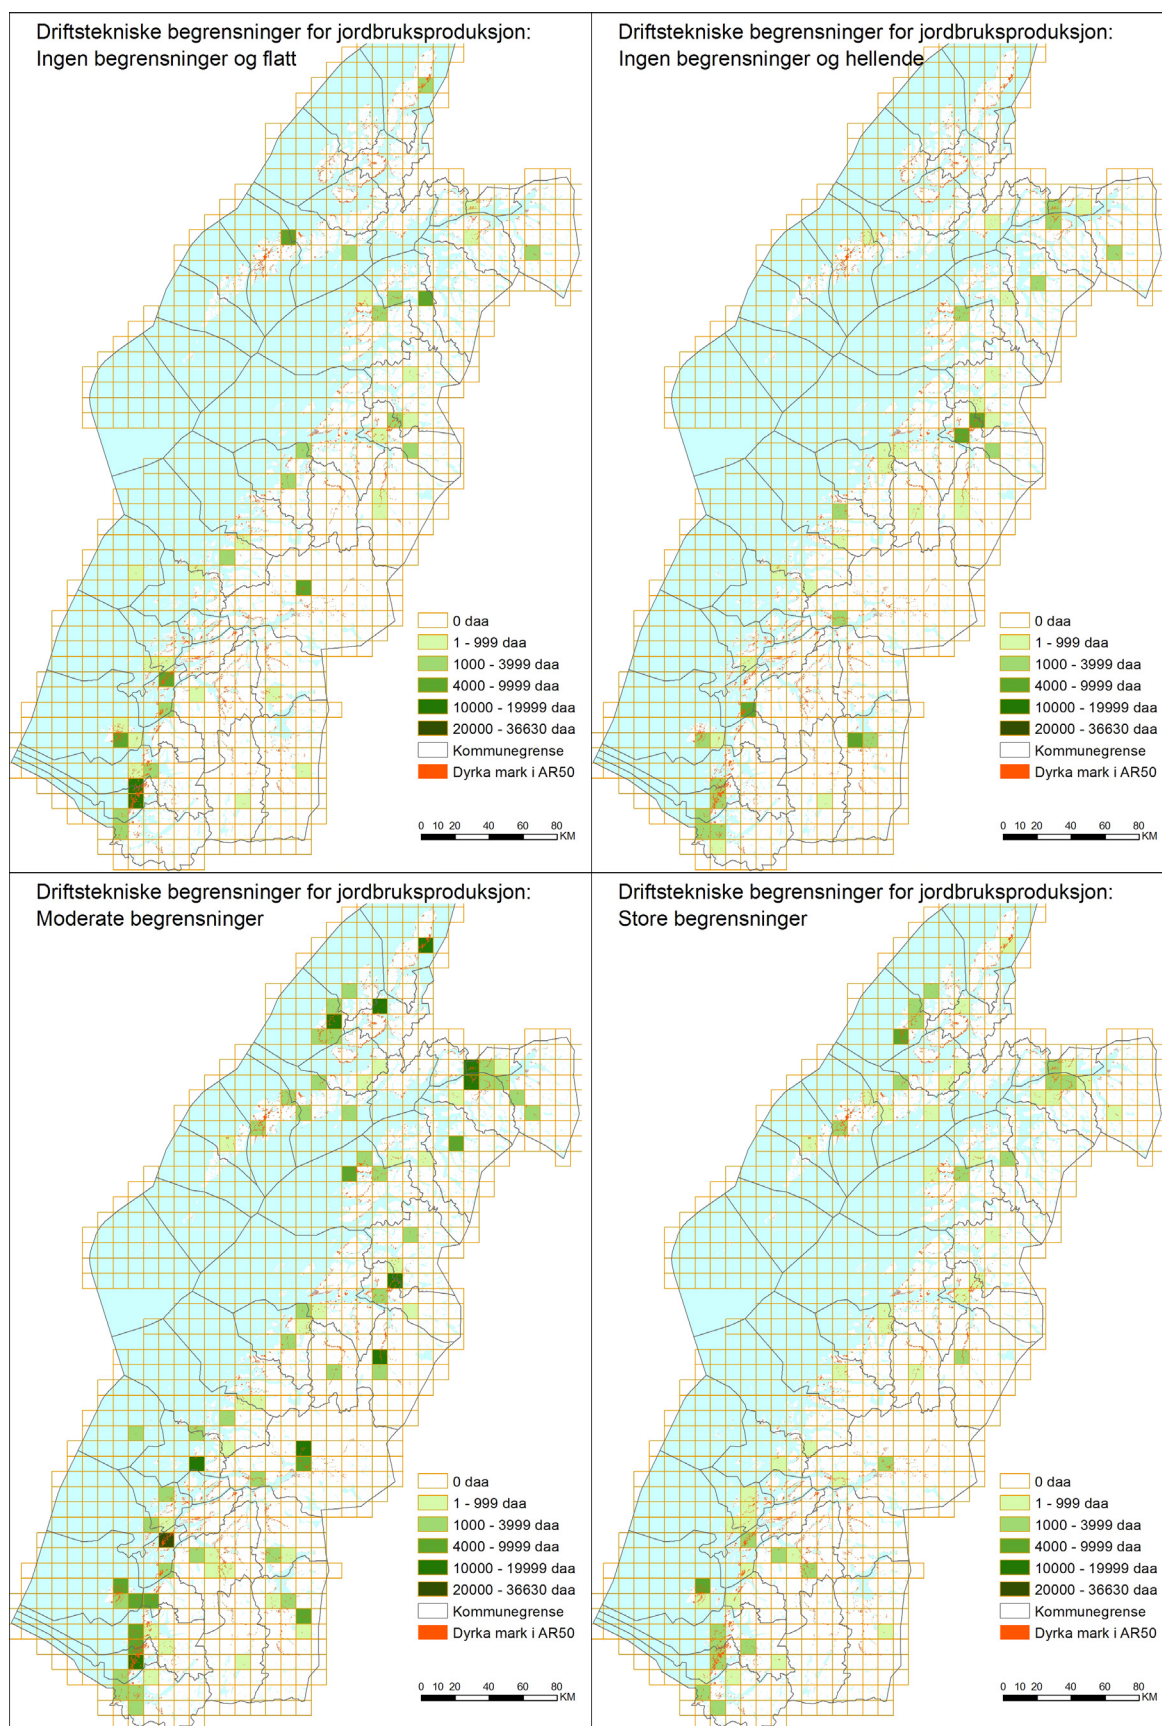 Driftstekniske begrensninger for jordbruksproduksjon:
Ingen begrensninger og flatt
0 daa
1 - 999 daa
1000 - 3999 daa
4000 - 9999 daa
10000 - 19999 daa
20000 - 36630 daa
Kommunegrense
Dyrka mark i AR50
0 10 20 40 60 80
KM
Driftstekniske begrensninger for jordbruksproduksjon:
Ingen begrensninger og hellende
0 daa
1 - 999 daa
1000 - 3999 daa
4000 - 9999 daa
10000 - 19999 daa
20000 - 36630 daa
Kommunegrense
Dyrka mark i AR50
0 10 20 40 60 80
KM
Driftstekniske begrensninger for jordbruksproduksjon:
Moderate begrensninger
0 daa
1 - 999 daa
1000 - 3999 daa
4000 - 9999 daa
10000 - 19999 daa
20000 - 36630 daa
Kommunegrense
Dyrka mark i AR50
0 10 20 40 60 80
KM
Driftstekniske begrensninger for jordbruksproduksjon:
Store begrensninger
0 daa
1 - 999 daa
1000 - 3999 daa
4000 - 9999 daa
10000 - 19999 daa
20000 - 36630 daa
Kommunegrense
Dyrka mark i AR50
0 10 20 40 60 80
KM